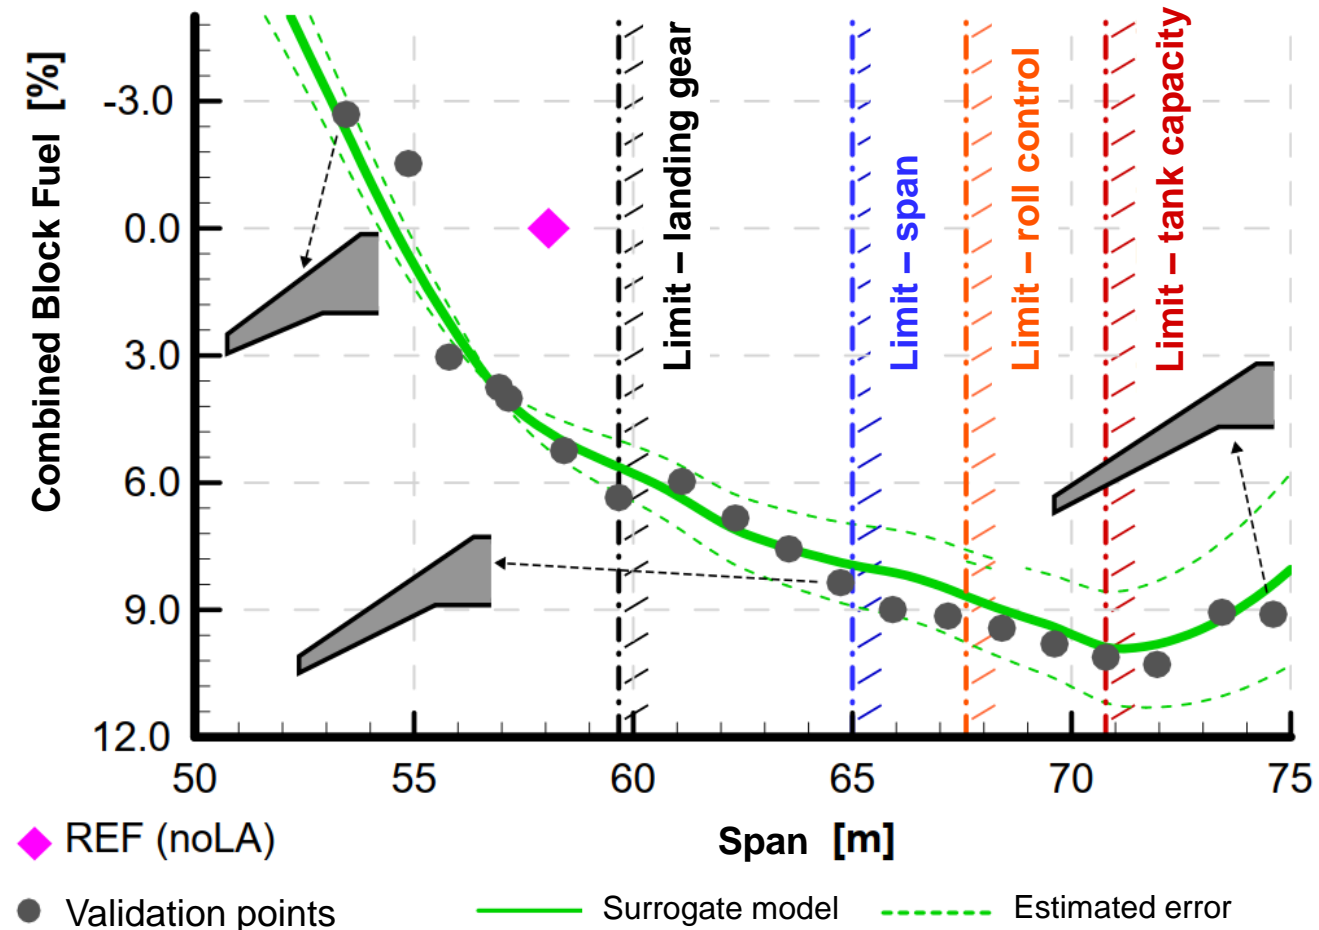 Combined Block Fuel [%]
-3.0
0.0
3.0
6.0
9.0
12.0
Limit – landing gear
Limit – span
Limit – roll control
Limit – tank capacity
50 55 60 65 70 75
Span [m]
REF (noLA)
Validation points
Surrogate model
Estimated error